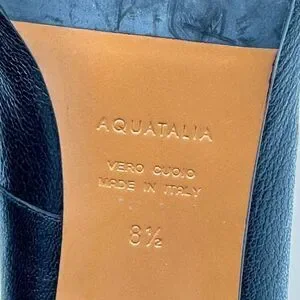 AQUATALIA
VERO CUOIO
MADE IN ITALY
8½